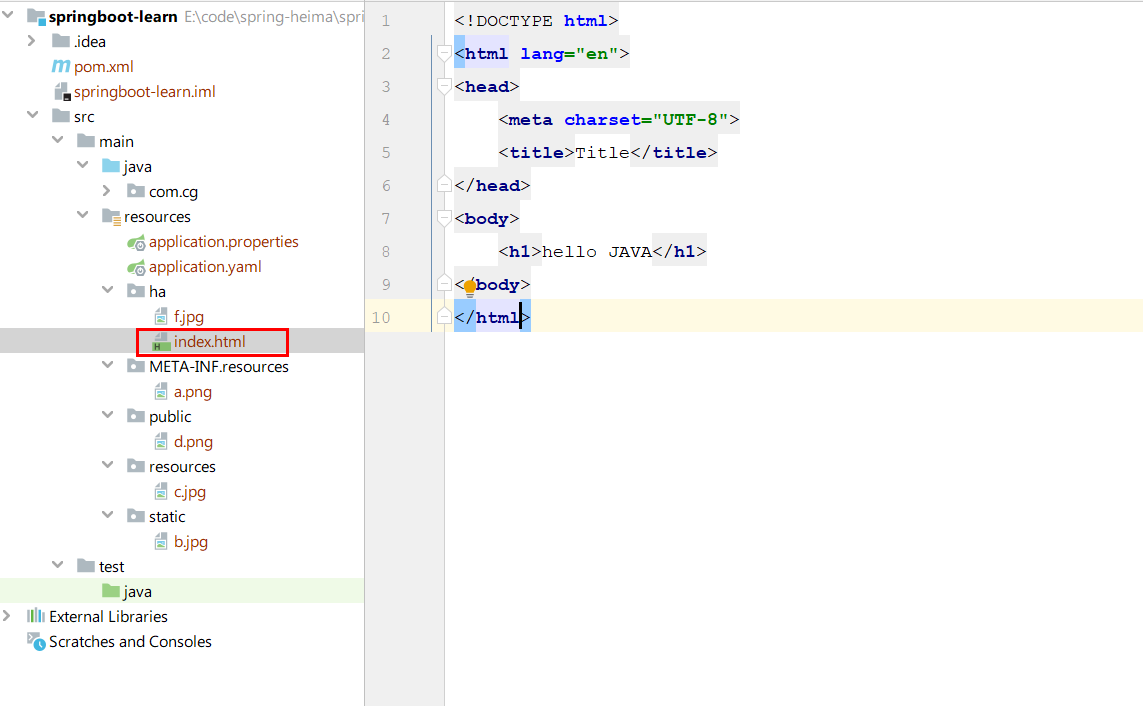 springboot-learn E:\code\spring-heima\spri
.idea
pom.xml
springboot-learn.iml
src
main
java
com.cg
resources
application.properties
application.yaml
ha
f.jpg
index.html
META-INF.resources
a.png
public
d.png
resources
c.jpg
static
b.jpg
test
java
External Libraries
Scratches and Consoles
1 <!DOCTYPE html>
2 <html lang="en">
3 <head>
4 <meta charset="UTF-8">
5 <title>Title</title>
6 </head>
7 <body>
8 <h1>hello JAVA</h1>
9 </body>
10 </html>